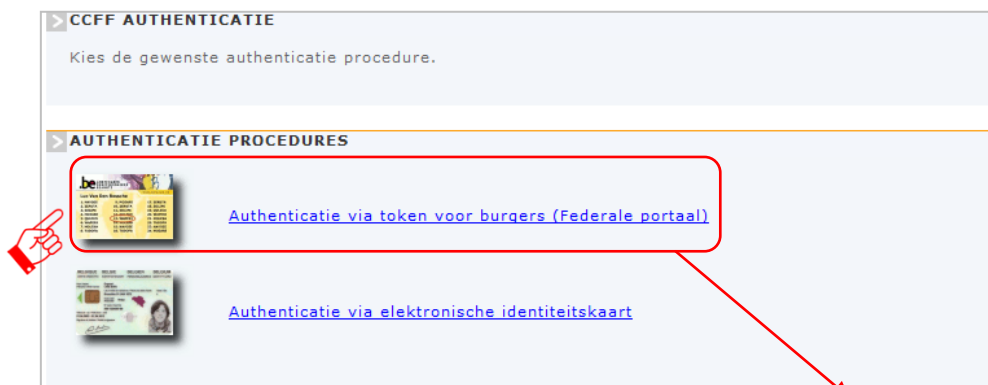 CCFF AUTHENTICATIE
Kies de gewenste authenticatie procedure.
AUTHENTICATIE PROCEDURES
.be
Authenticatie via token voor burgers (Federale portaal)
Authenticatie via elektronische identiteitskaart